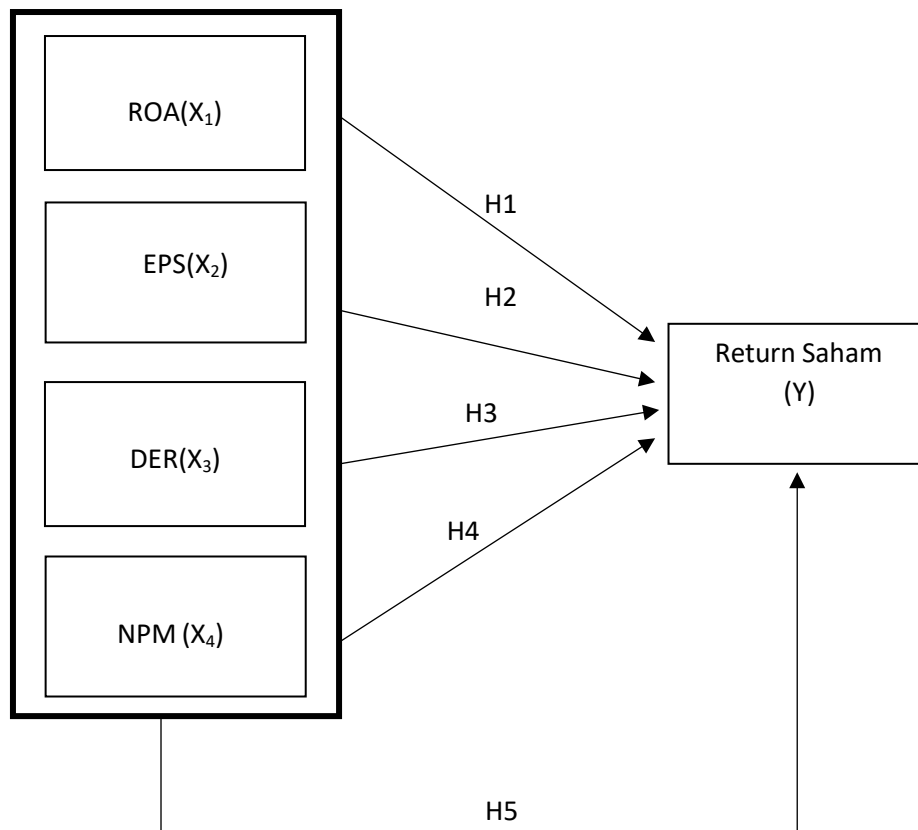 ROA(X₁)
H1
EPS(X₂)
H2
Return Saham
(Y)
DER(X₃)
H3
H4
NPM (X₄)
H5